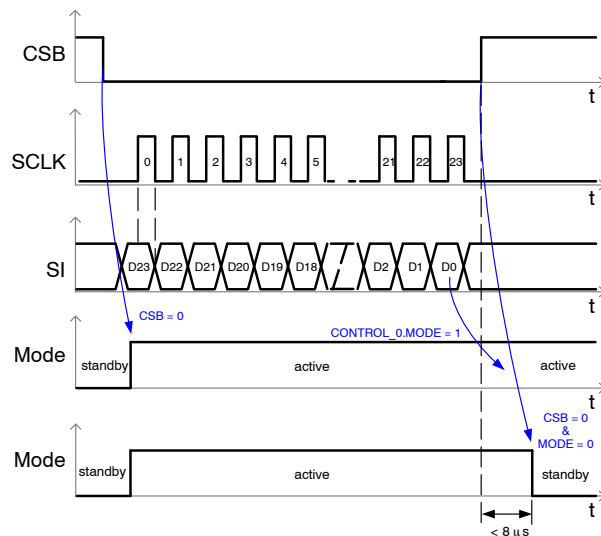 CSB
t
SCLK
0 1 2 3 4 5 21 22 23
t
SI
D23 D22 D21 D20 D19 D18 D2 D1 D0
t
CSB = 0
CONTROL_0.MODE = 1
Mode
standby active active
t
CSB = 0
&
MODE = 0
Mode
standby active standby
t
< 8 µs